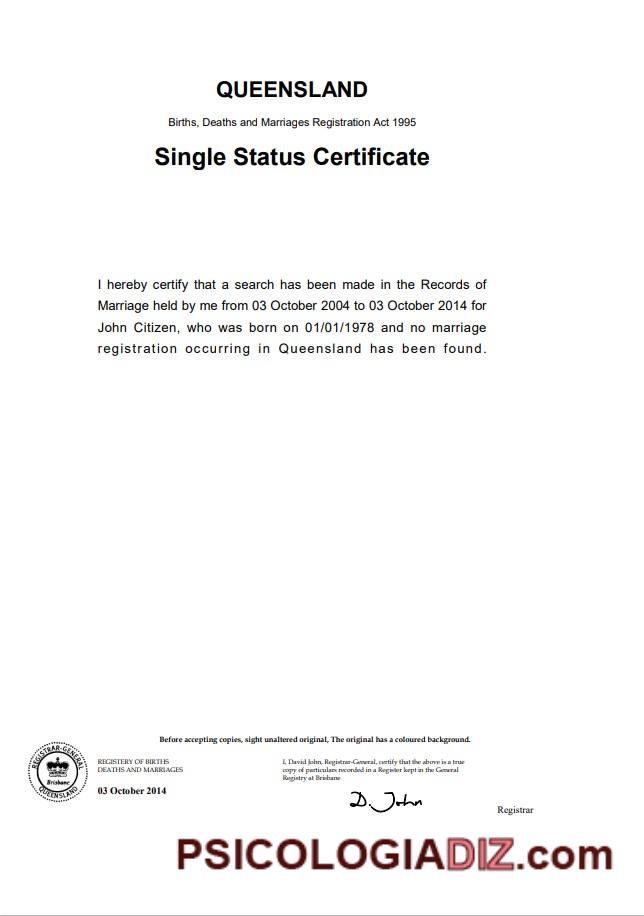 QUEENSLAND
Births, Deaths and Marriages Registration Act 1995
Single Status Certificate
I hereby certify that a search has been made in the Records of
Marriage held by me from 03 October 2004 to 03 October 2014 for
John Citizen, who was born on 01/01/1978 and no marriage
registration occurring in Queensland has been found.
Before accepting copies, sight unaltered original, The original has a coloured background.
REGISTRAR-GENERAL
Brisbane
QUEENSLAND
REGISTERY OF BIRTHS
DEATHS AND MARRIAGES
03 October 2014
I, David John, Registrar-General, certify that the above is a true
copy of particulars recorded in a Register kept in the General
Registry at Brisbane
D. John
Registrar
PSICOLOGIADIZ.com